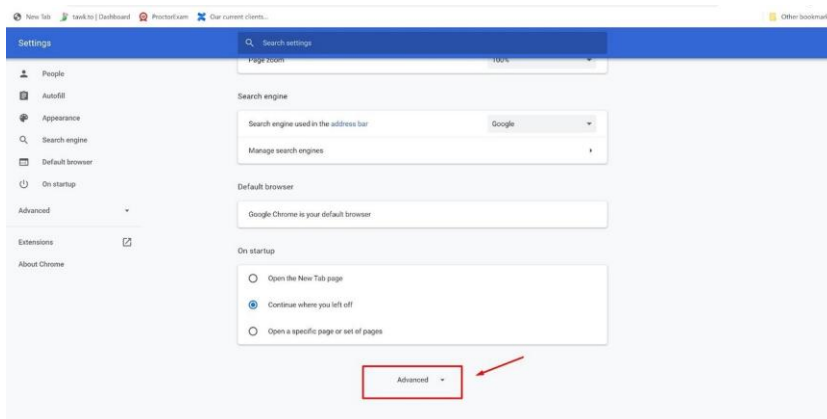 New Tab tawk.to | Dashboard ProctorExam Our current clients... Other bookmark
Settings
Search settings
People
Autofill
Appearance
Search engine
Default browser
On startup
Advanced
Extensions
About Chrome
Page zoom 100%
Search engine
Search engine used in the address bar Google
Manage search engines
Default browser
Google Chrome is your default browser
On startup
Open the New Tab page
Continue where you left off
Open a specific page or set of pages
Advanced